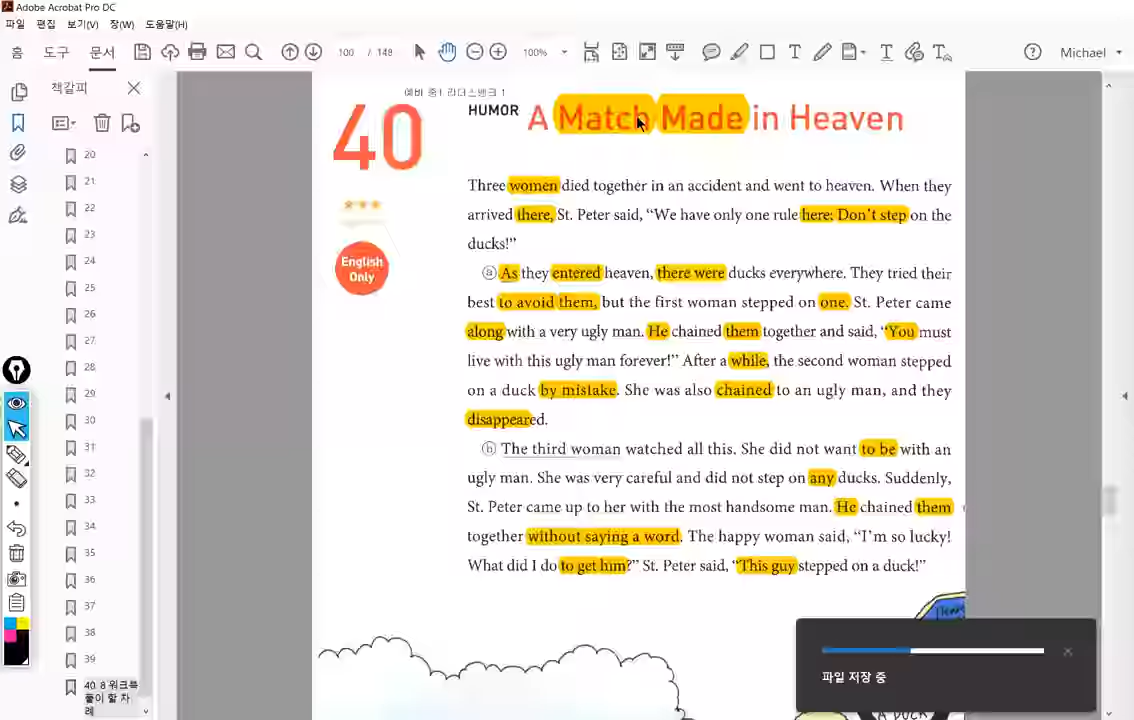 Adobe Acrobat Pro DC
파일 편집 보기(V) 창(W) 도움말(H)
홈 도구 문서 100 / 148 100% Michael
책갈피
20
21
22
23
24
25
26
27
28
29
30
31
32
33
34
35
36
37
38
39
40 8 워크북
풀이 할 차
례
예비 중1 리더스뱅크 1
40
HUMOR A Match Made in Heaven
English
Only
Three women died together in an accident and went to heaven. When they
arrived there, St. Peter said, “We have only one rule here: Don't step on the
ducks!”
ⓐ As they entered heaven, there were ducks everywhere. They tried their
best to avoid them, but the first woman stepped on one. St. Peter came
along with a very ugly man. He chained them together and said, “You must
live with this ugly man forever!” After a while, the second woman stepped
on a duck by mistake. She was also chained to an ugly man, and they
disappeared.
ⓑ The third woman watched all this. She did not want to be with an
ugly man. She was very careful and did not step on any ducks. Suddenly,
St. Peter came up to her with the most handsome man. He chained them
together without saying a word. The happy woman said, “I'm so lucky!
What did I do to get him?” St. Peter said, “This guy stepped on a duck!”
파일 저장 중
A DUCK